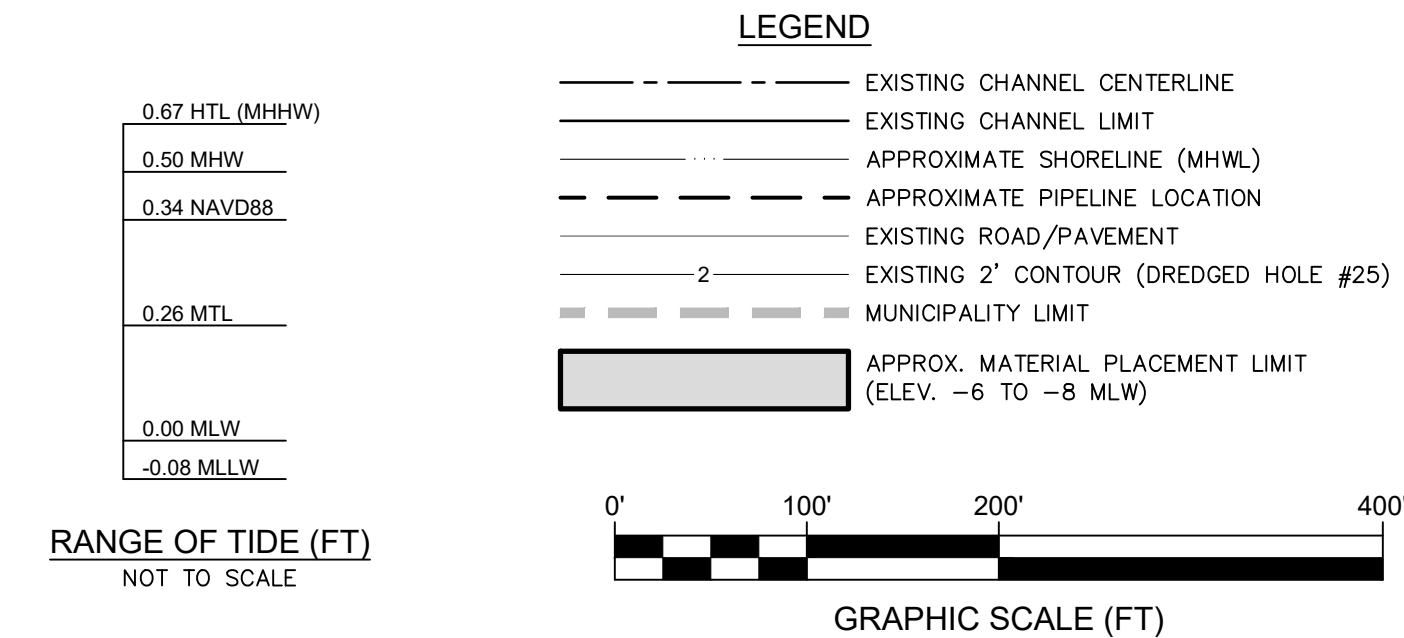 LEGEND
0.67 HTL (MHHW)
0.50 MHW
0.34 NAVD88
0.26 MTL
0.00 MLW
-0.08 MLLW
RANGE OF TIDE (FT)
NOT TO SCALE
EXISTING CHANNEL CENTERLINE
EXISTING CHANNEL LIMIT
APPROXIMATE SHORELINE (MHWL)
APPROXIMATE PIPELINE LOCATION
EXISTING ROAD/PAVEMENT
2 EXISTING 2' CONTOUR (DREDGED HOLE #25)
MUNICIPALITY LIMIT
APPROX. MATERIAL PLACEMENT LIMIT
(ELEV. −6 TO −8 MLW)
0' 100' 200' 400'
GRAPHIC SCALE (FT)